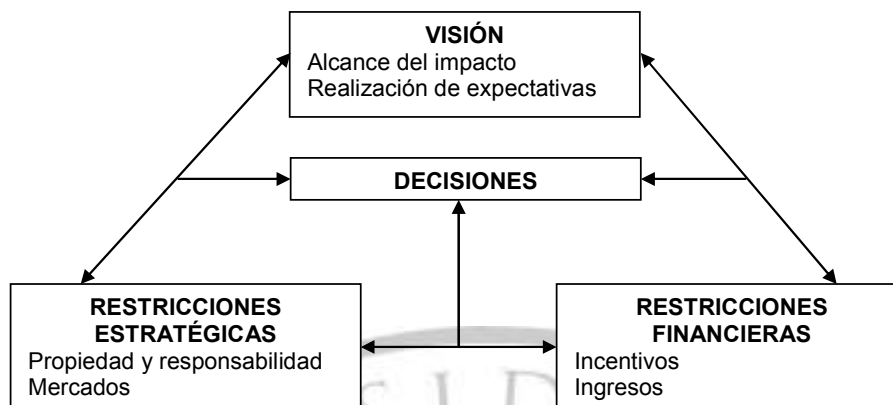 VISIÓN
Alcance del impacto
Realización de expectativas
DECISIONES
RESTRICCIONES
ESTRATÉGICAS
Propiedad y responsabilidad
Mercados
RESTRICCIONES
FINANCIERAS
Incentivos
Ingresos